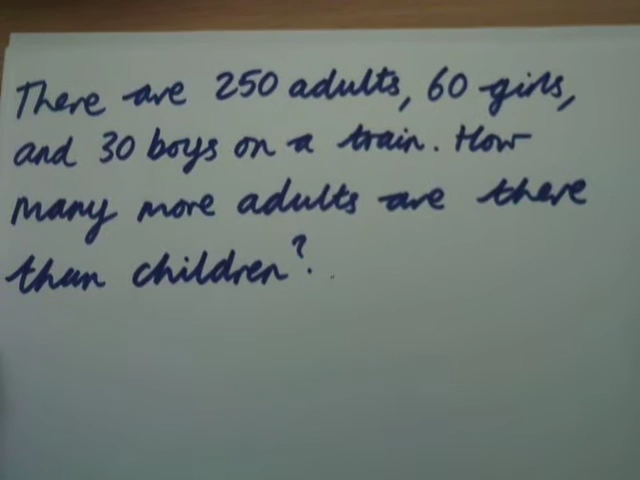 There are 250 adults, 60 girls,
and 30 boys on a train. How
many more adults are there
than children?